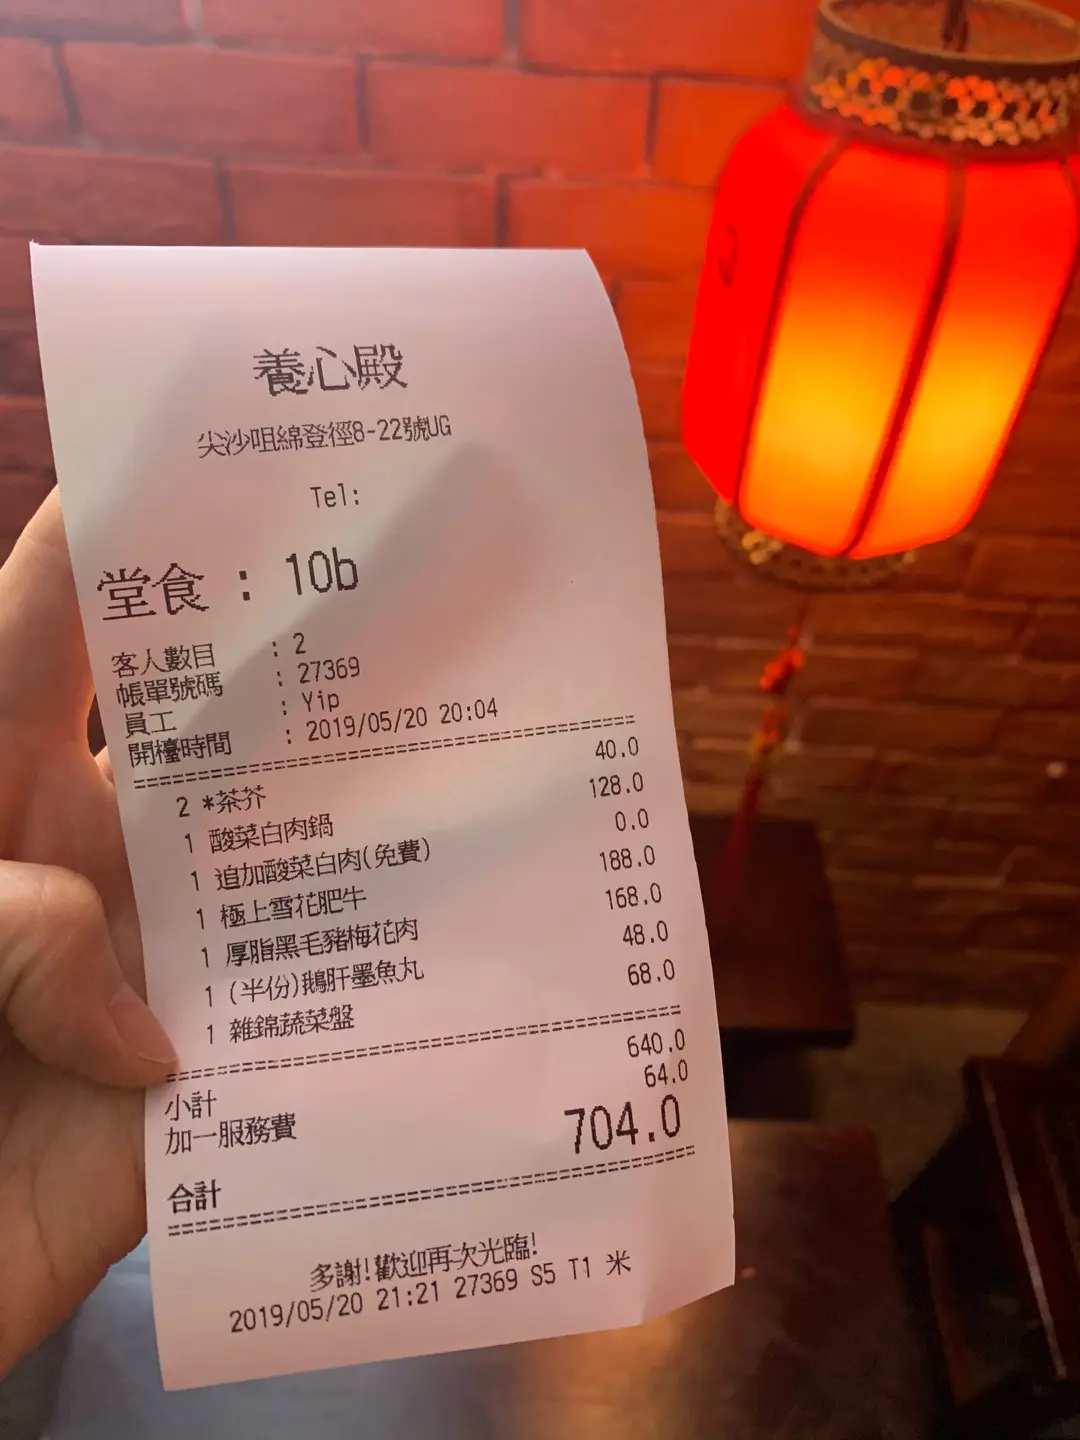 養心殿
尖沙咀綿登徑8-22號UG
Tel:
堂食 : 10b
客人數目 : 2
帳單號碼 : 27369
員工 : Yip
開檯時間 : 2019/05/20 20:04
2 *茶芥 40.0
1 酸菜白肉鍋 128.0
1 追加酸菜白肉(免費) 0.0
1 極上雪花肥牛 188.0
1 厚脂黑毛豬梅花肉 168.0
1 (半份)鵝肝墨魚丸 48.0
1 雜錦蔬菜盤 68.0
小計 640.0
加一服務費 64.0
合計 704.0
多謝!歡迎再次光臨!
2019/05/20 21:21 27369 S5 T1 米